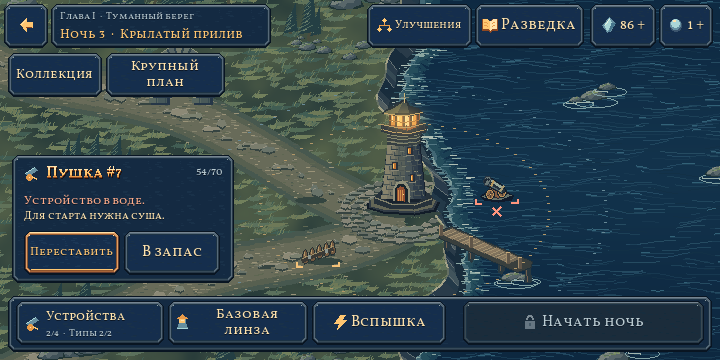 Глава I · Туманный берег
Ночь 3 · Крылатый прилив
Улучшения
Разведка
86 +
1 +
Коллекция
Крупный
план
Пушка #7
54/70
Устройство в воде.
Для старта нужна суша.
Переставить
В запас
Устройства
2/4 · Типы 2/2
Базовая
линза
Вспышка
Начать ночь